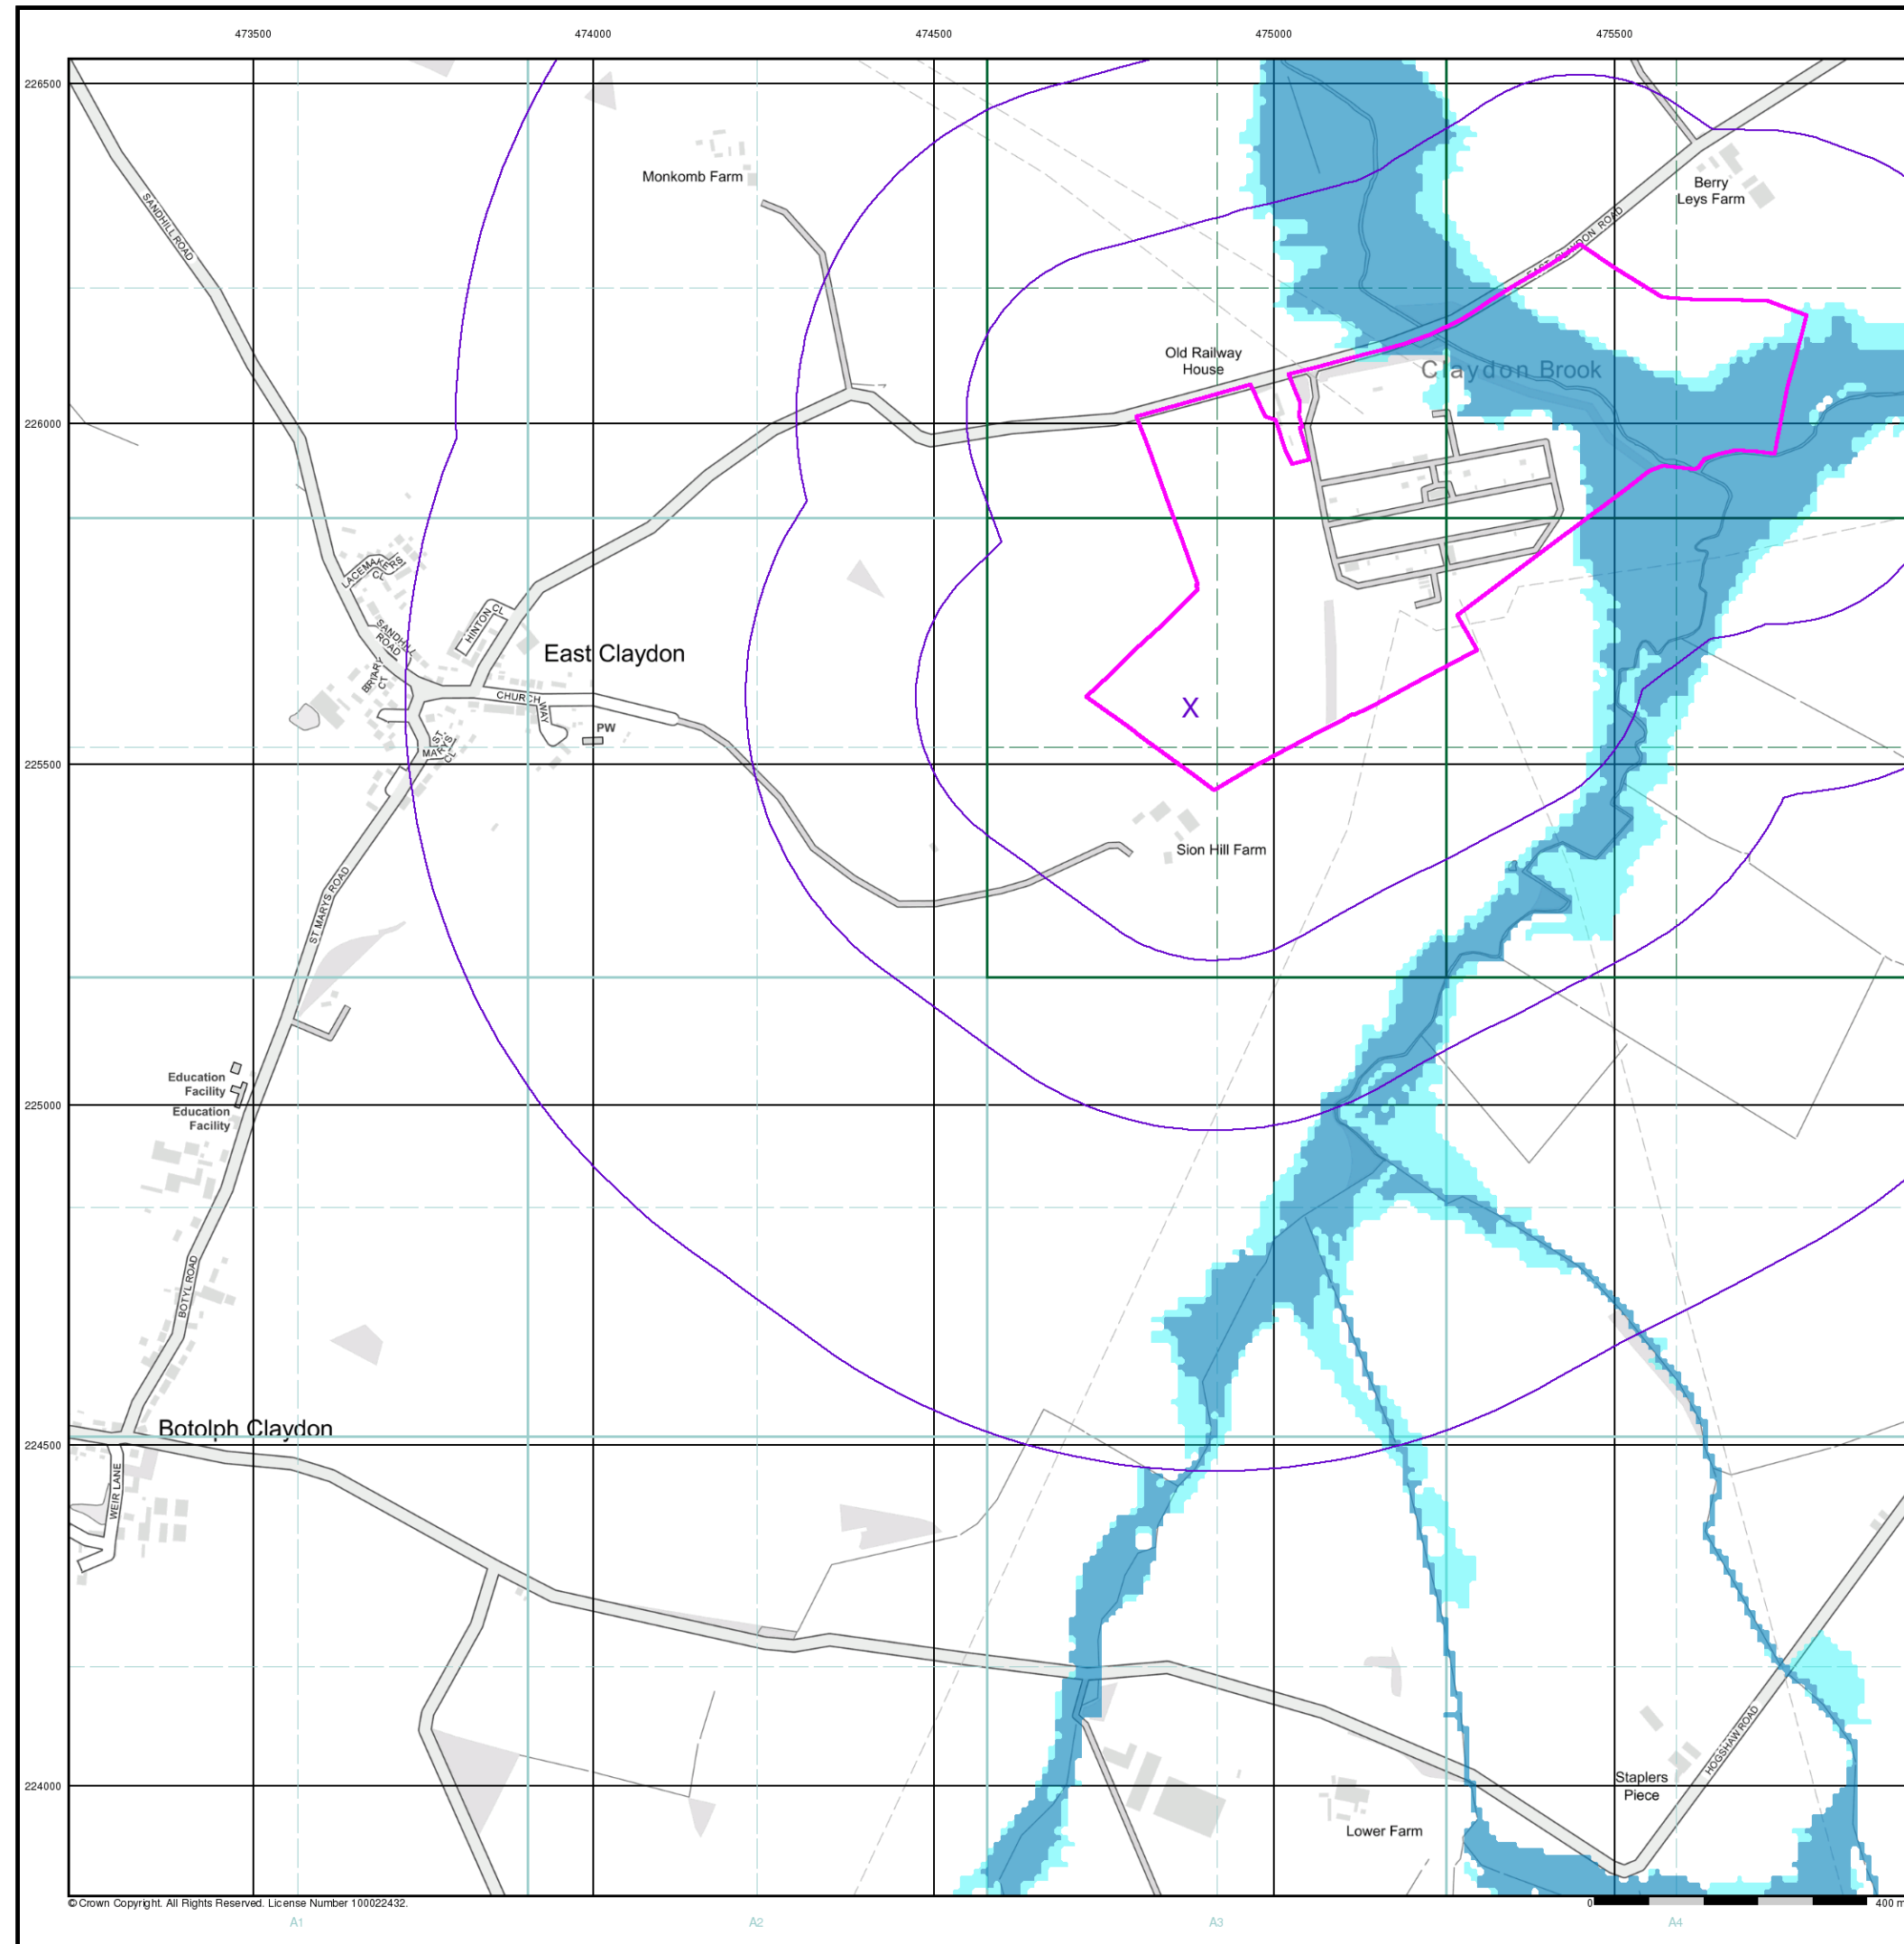 473500
474000
474500
475000
475500
226500
226000
225500
225000
224500
224000
Monkomb Farm
SANDHILL ROAD
Berry
Leys Farm
EAST CLAYDON ROAD
Old Railway
House
Claydon Brook
HINTON CL
SANDHILL
ROAD
BRIARY
CT
East Claydon
CHURCH
WAY
PW
ST.
MARYS
CL
X
Sion Hill Farm
ST MARYS ROAD
Education
Facility
Education
Facility
BOTYL ROAD
Botolph Claydon
WEIR LANE
HOGSHAW ROAD
Staplers
Piece
Lower Farm
© Crown Copyright. All Rights Reserved. License Number 100022432.
0
400 m
A1
A2
A3
A4